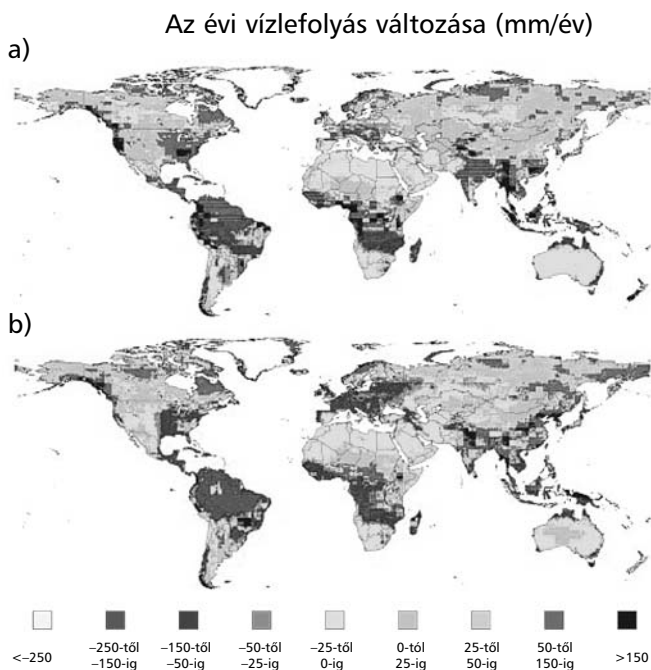 Az évi vízlefolyás változása (mm/év)
a)
b)
<–250
–250-től
–150-ig
–150-től
–50-ig
–50-től
–25-ig
–25-től
0-ig
0-tól
25-ig
25-től
50-ig
50-től
150-ig
>150